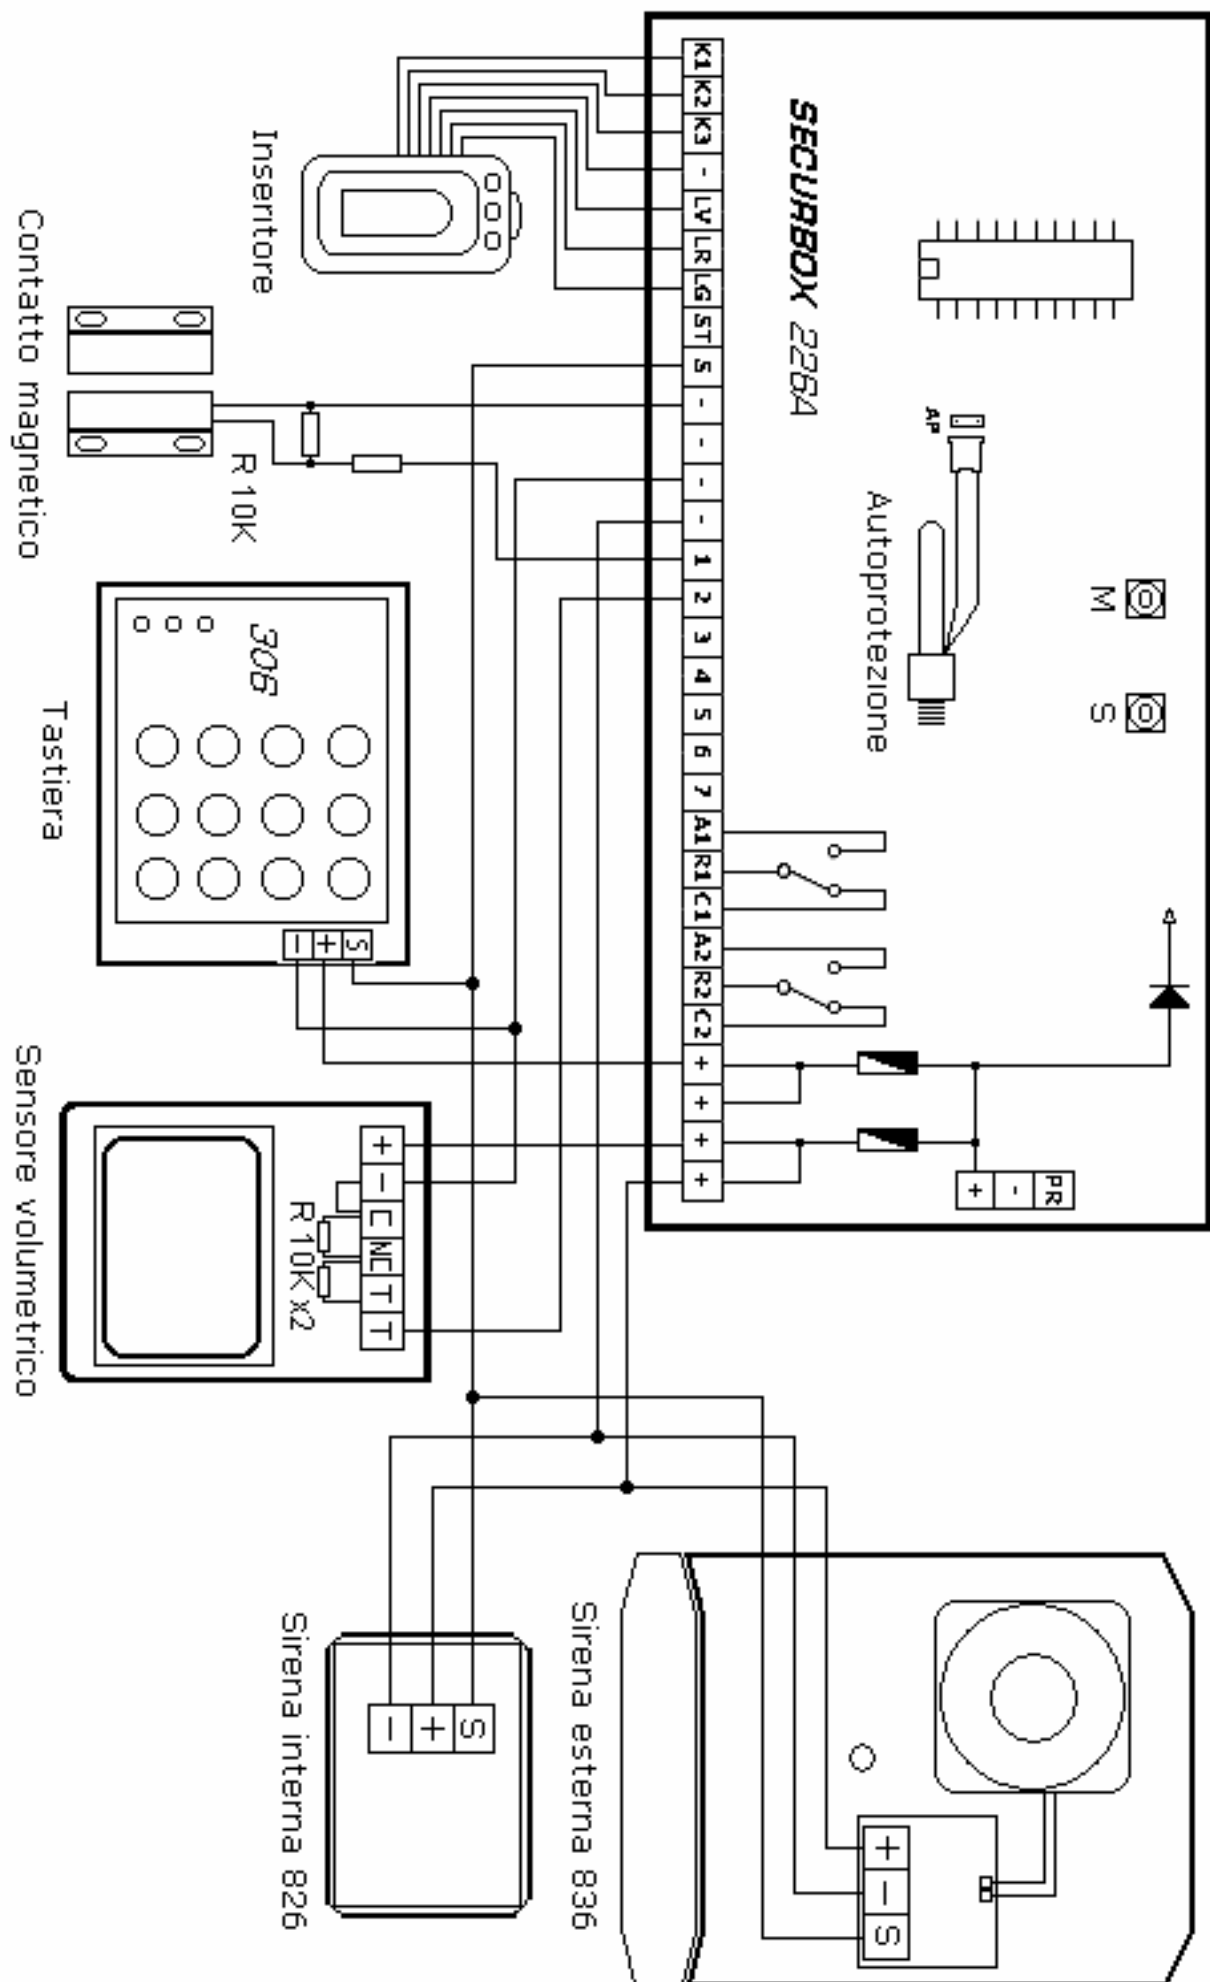 SECURBOX 226A
AP
Autoprotezione
M
S
PR - +
K1 K2 K3 - LV LR LG ST S - - - - 1 2 3 4 5 6 7 A1 R1 C1 A2 R2 C2 + + + +
Inseritore
Contatto magnetico
R 10K
306
Tastiera
- + S
+ - C NC T T
R 10K x2
Sensore volumetrico
S + -
Sirena interna 826
+ - S
Sirena esterna 836